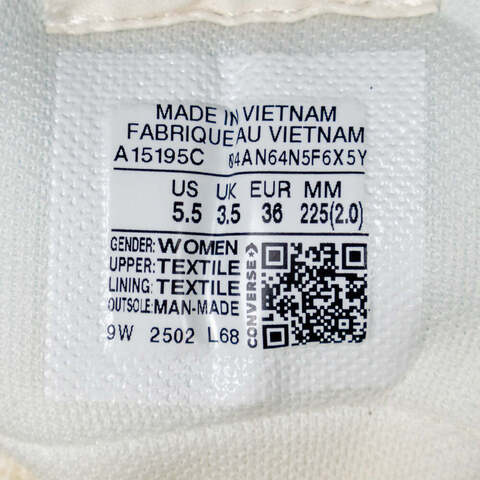 MADE IN VIETNAM
FABRIQUE AU VIETNAM
A15195C 84AN64N5F6X5Y
US UK EUR MM
5.5 3.5 36 225(2.0)
GENDER: WOMEN
UPPER: TEXTILE
LINING: TEXTILE
OUTSOLE: MAN-MADE
9W 2502 L68
CONVERSE